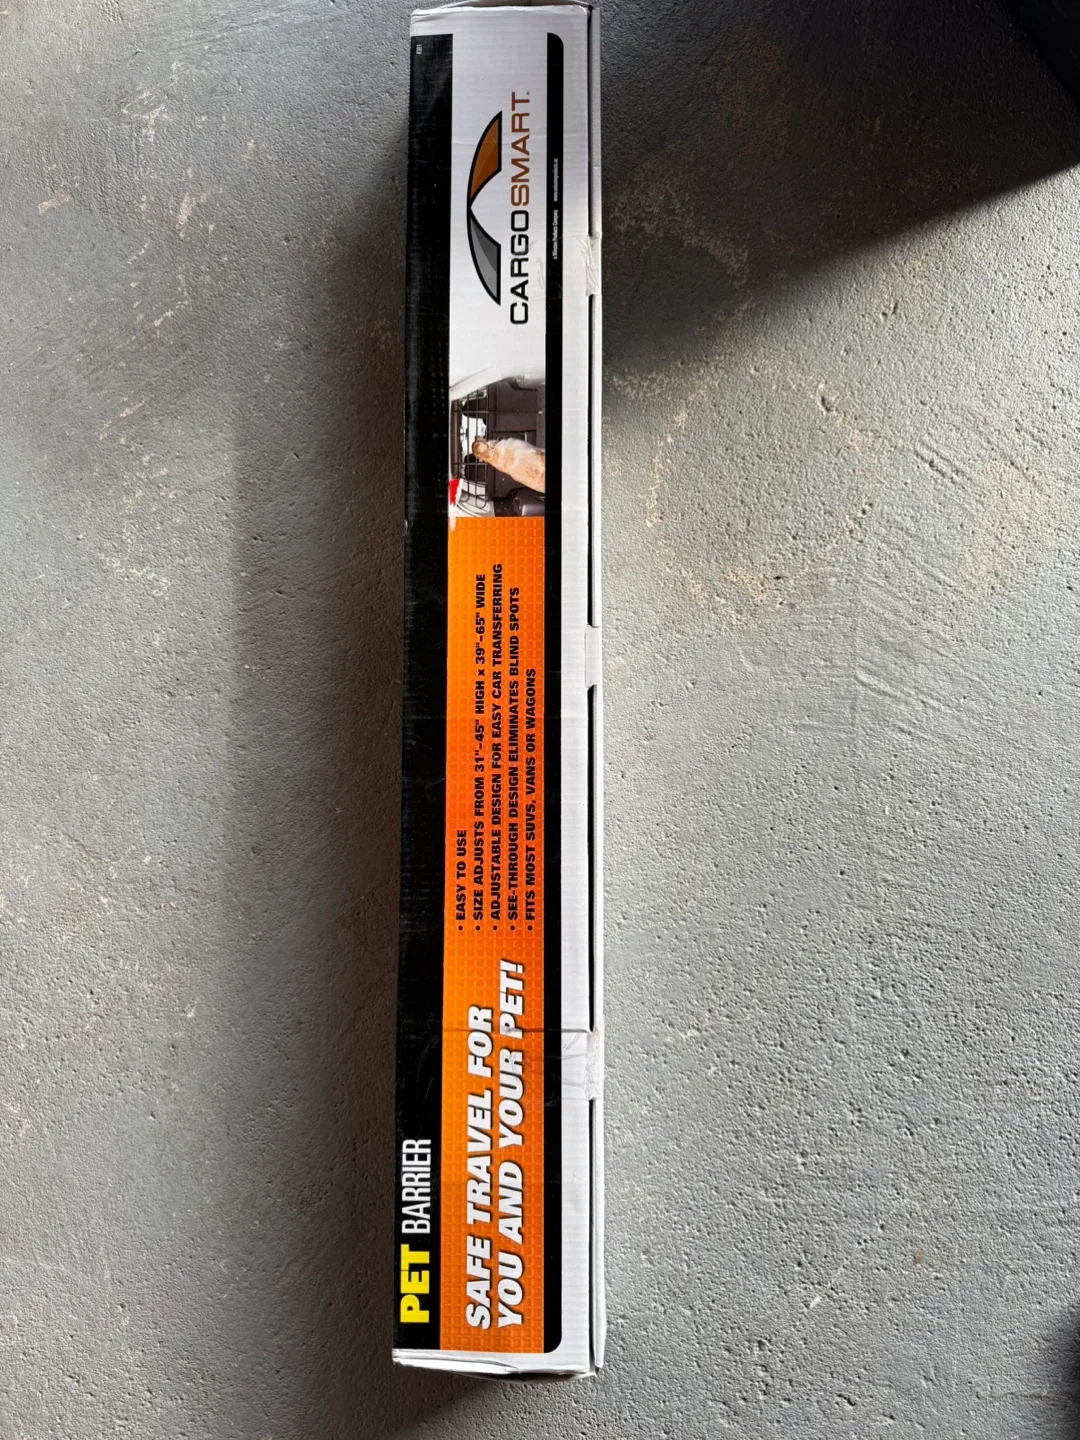 PET BARRIER
SAFE TRAVEL FOR
YOU AND YOUR PET!
• EASY TO USE
• SIZE ADJUSTS FROM 31"-45" HIGH x 39"-65" WIDE
• ADJUSTABLE DESIGN FOR EASY CAR TRANSFERRING
• SEE-THROUGH DESIGN ELIMINATES BLIND SPOTS
• FITS MOST SUVS, VANS OR WAGONS
CARGOSMART